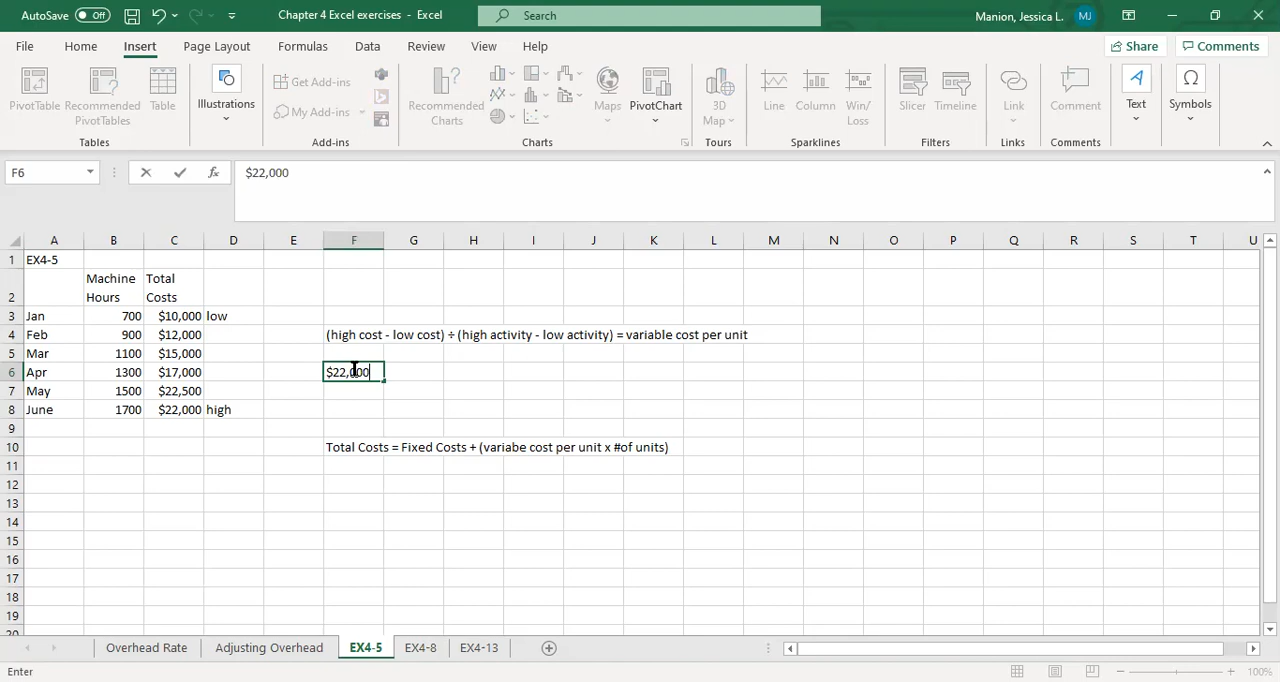 AutoSave Off Chapter 4 Excel exercises - Excel Search Manion, Jessica L. MJ
File Home Insert Page Layout Formulas Data Review View Help Share Comments
PivotTable Recommended PivotTables Table Illustrations Get Add-ins My Add-ins Recommended Charts Maps PivotChart 3D Map Line Column Win/ Loss Slicer Timeline Link Comment Text Symbols
Tables Add-ins Charts Tours Sparklines Filters Links Comments
F6 fx $22,000
A B C D E F G H I J K L M N O P Q R S T U
1 EX4-5
2 Machine Hours Total Costs
3 Jan 700 $10,000 low
4 Feb 900 $12,000 (high cost - low cost) ÷ (high activity - low activity) = variable cost per unit
5 Mar 1100 $15,000
6 Apr 1300 $17,000 $22,000
7 May 1500 $22,500
8 June 1700 $22,000 high
9
10 Total Costs = Fixed Costs + (variabe cost per unit x #of units)
11
12
13
14
15
16
17
18
19
20
Overhead Rate Adjusting Overhead EX4-5 EX4-8 EX4-13
Enter 100%